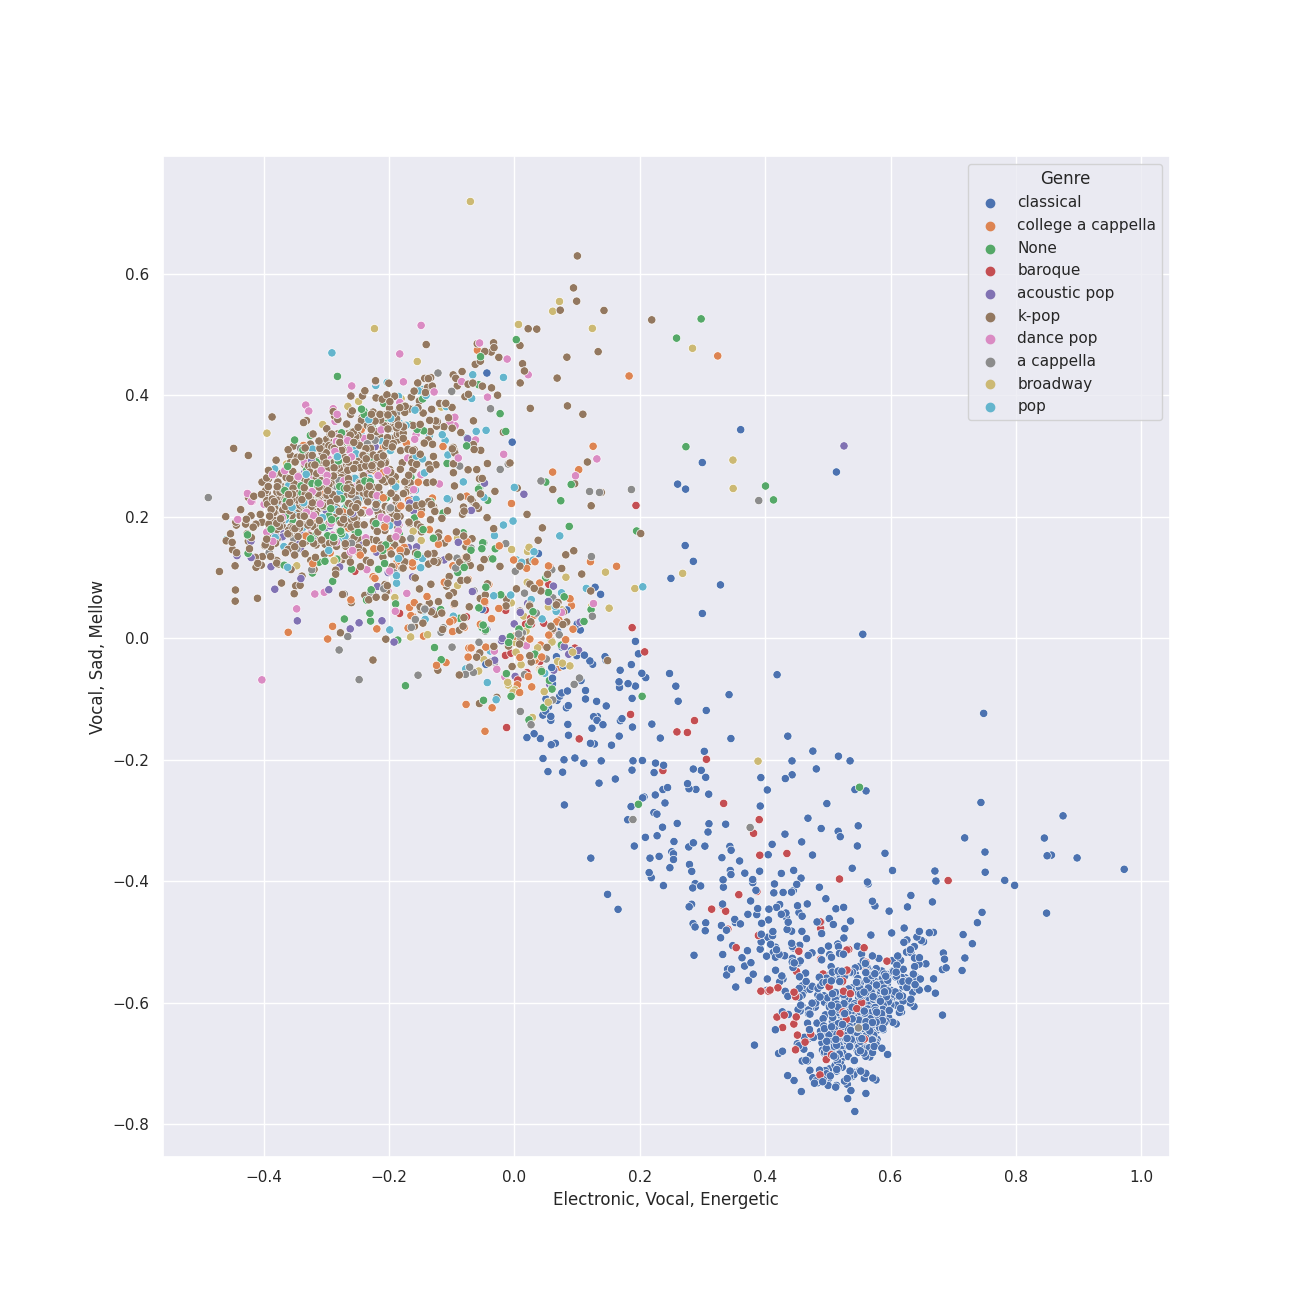 Genre
classical
college a cappella
None
baroque
acoustic pop
k-pop
dance pop
a cappella
broadway
pop
0.6
0.4
0.2
0.0
−0.2
−0.4
−0.6
−0.8
Vocal, Sad, Mellow
−0.4 −0.2 0.0 0.2 0.4 0.6 0.8 1.0
Electronic, Vocal, Energetic